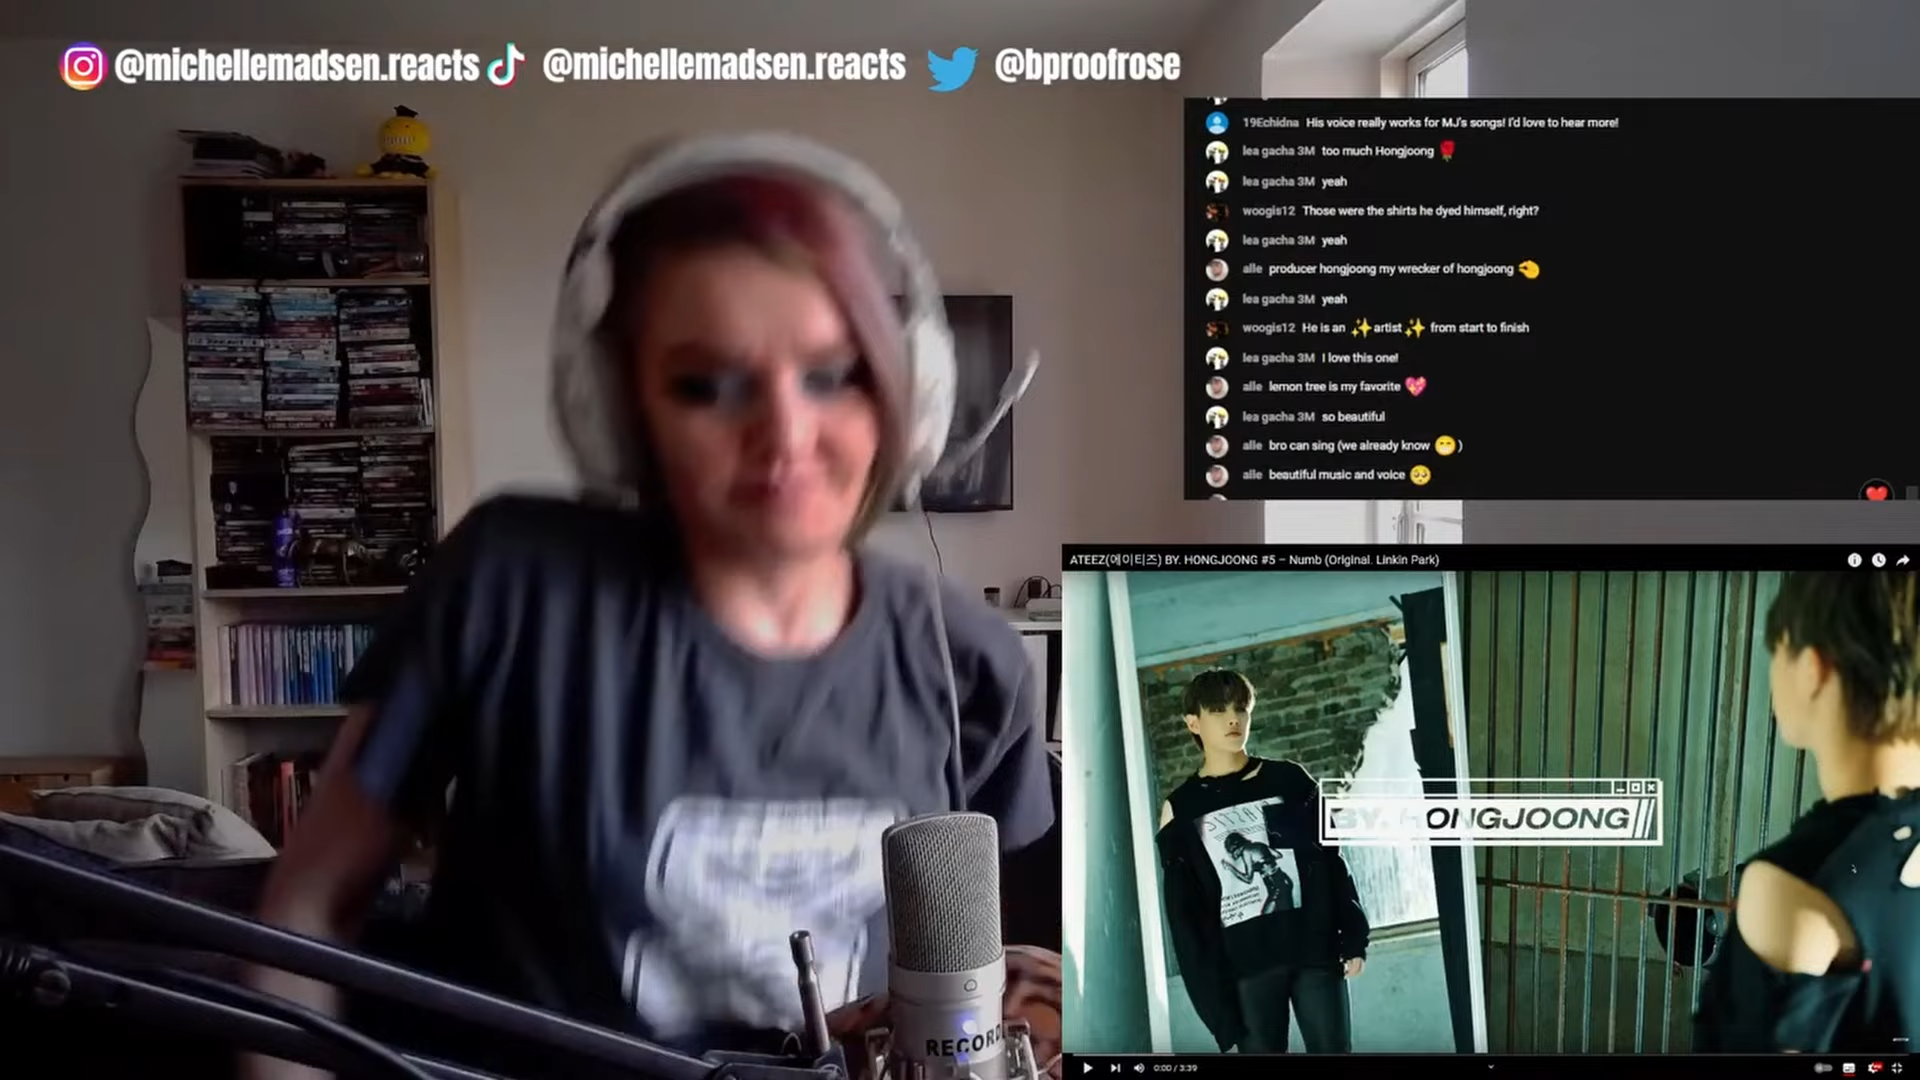 @michellemadsen.reacts @michellemadsen.reacts @bproofrose
19Echidna His voice really works for MJ's songs! I'd love to hear more!
lea gacha 3M too much Hongjoong
lea gacha 3M yeah
woogis12 Those were the shirts he dyed himself, right?
lea gacha 3M yeah
alle producer hongjoong my wrecker of hongjoong
lea gacha 3M yeah
woogis12 He is an ✨artist✨ from start to finish
lea gacha 3M I love this one!
alle lemon tree is my favorite
lea gacha 3M so beautiful
alle bro can sing (we already know 😁)
alle beautiful music and voice
ATEEZ(에이티즈) BY. HONGJOONG #5 – Numb (Original. Linkin Park)
BY. HONGJOONG
RECORD
0:00 / 3:39